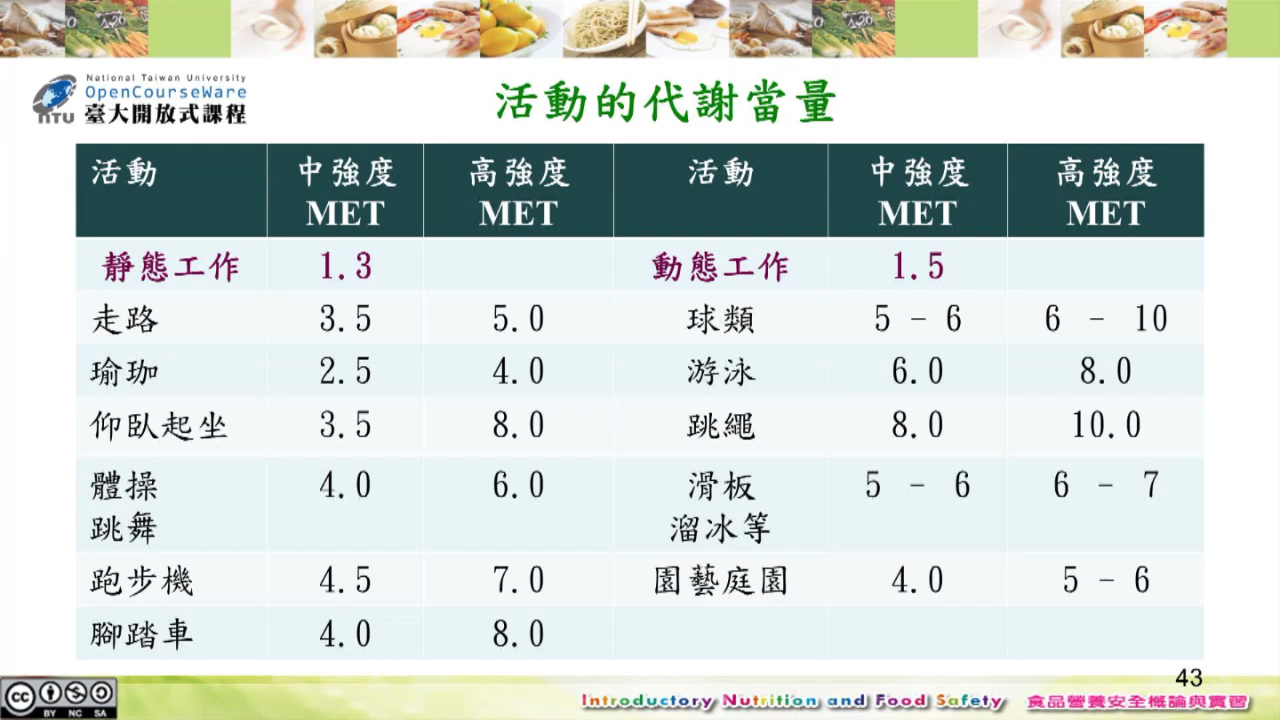 National Taiwan University
OpenCourseWare
NTU 臺大開放式課程
活動的代謝當量
活動 中強度 MET 高強度 MET 活動 中強度 MET 高強度 MET
靜態工作 1.3 動態工作 1.5
走路 3.5 5.0 球類 5 - 6 6 - 10
瑜珈 2.5 4.0 游泳 6.0 8.0
仰臥起坐 3.5 8.0 跳繩 8.0 10.0
體操 4.0 6.0 滑板 5 - 6 6 - 7
跳舞 溜冰等
跑步機 4.5 7.0 園藝庭園 4.0 5 - 6
腳踏車 4.0 8.0
43
cc BY NC SA
Introductory Nutrition and Food Safety 食品營養安全概論與實習